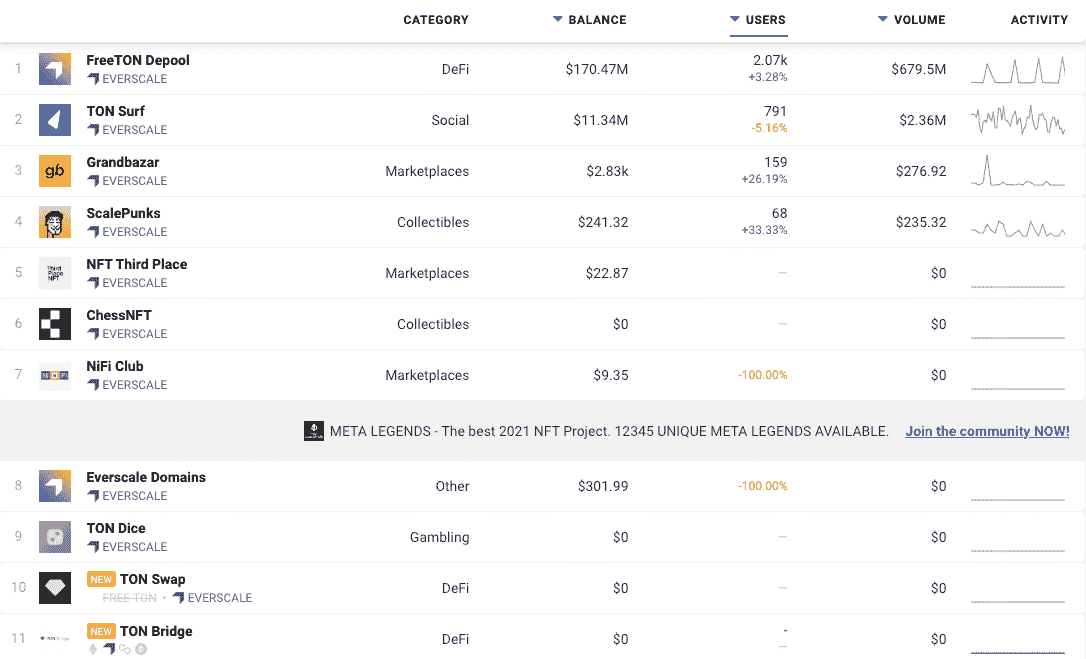 CATEGORY BALANCE USERS VOLUME ACTIVITY
1 FreeTON Depool DeFi $170.47M 2.07k $679.5M
EVERSCALE +3.28%
2 TON Surf Social $11.34M 791 $2.36M
EVERSCALE -5.16%
3 gb Grandbazar Marketplaces $2.83k 159 $276.92
EVERSCALE +26.19%
4 ScalePunks Collectibles $241.32 68 $235.32
EVERSCALE +33.33%
5 Third Place NFT NFT Third Place Marketplaces $22.87 – $0
EVERSCALE
6 ChessNFT Collectibles $0 – $0
EVERSCALE
7 NiFi NiFi Club Marketplaces $9.35 -100.00% $0
EVERSCALE
META LEGENDS - The best 2021 NFT Project. 12345 UNIQUE META LEGENDS AVAILABLE. Join the community NOW!
8 Everscale Domains Other $301.99 -100.00% $0
EVERSCALE
9 TON Dice Gambling $0 – $0
EVERSCALE
10 NEW TON Swap DeFi $0 – $0
FREE TON • EVERSCALE
11 NEW TON Bridge DeFi $0 - $0
–